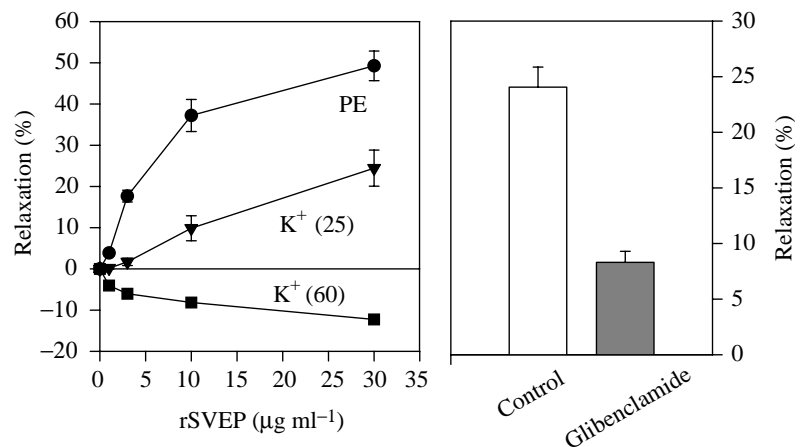 60
50
40
30
20
10
0
−10
−20
Relaxation (%)
PE
K⁺ (25)
K⁺ (60)
0 5 10 15 20 25 30 35
rSVEP (μg ml⁻¹)
30
25
20
15
10
5
0
Relaxation (%)
Control
Glibenclamide